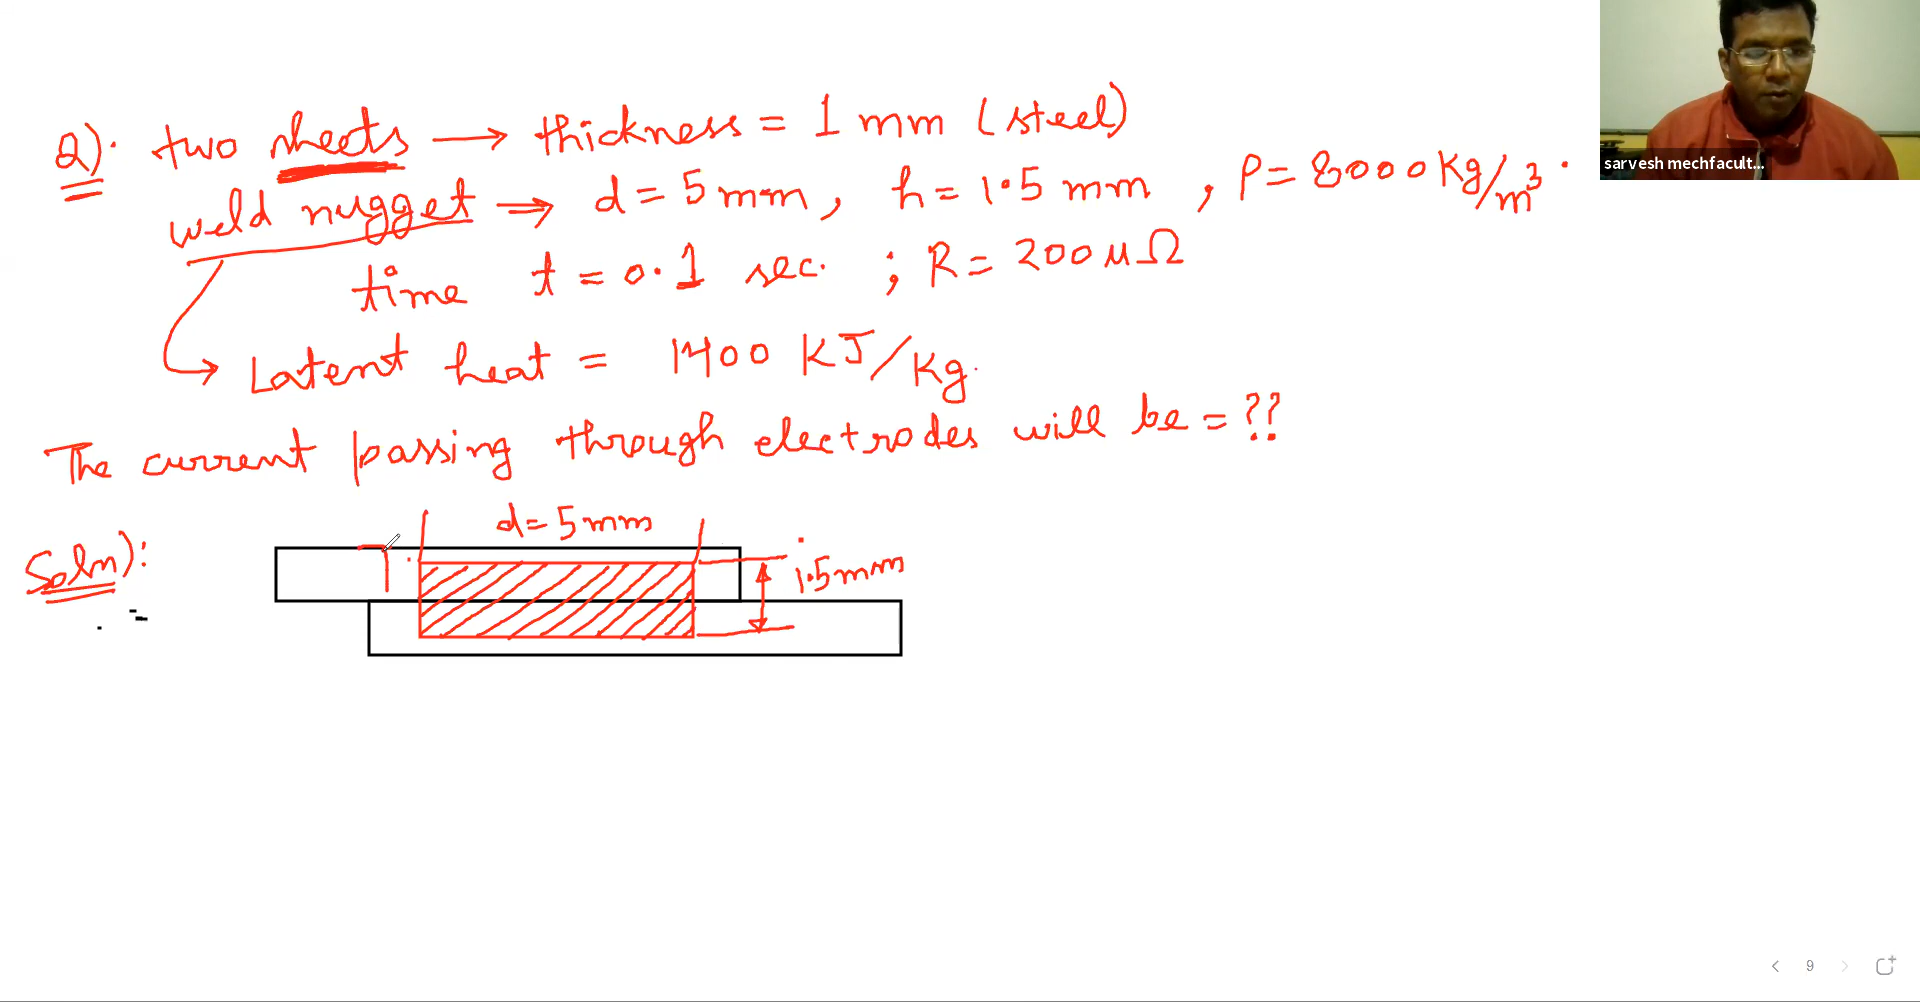 Q). two sheets → thickness = 1 mm (steel)
weld nugget → d = 5 mm, h = 1.5 mm , ρ = 8000 Kg/m³.
time t = 0.1 sec. ; R = 200 μΩ
→ Latent heat = 1400 KJ/Kg.
The current passing through electrodes will be = ??
Soln):
d = 5 mm
1.5 mm
sarvesh mechfacult...
9